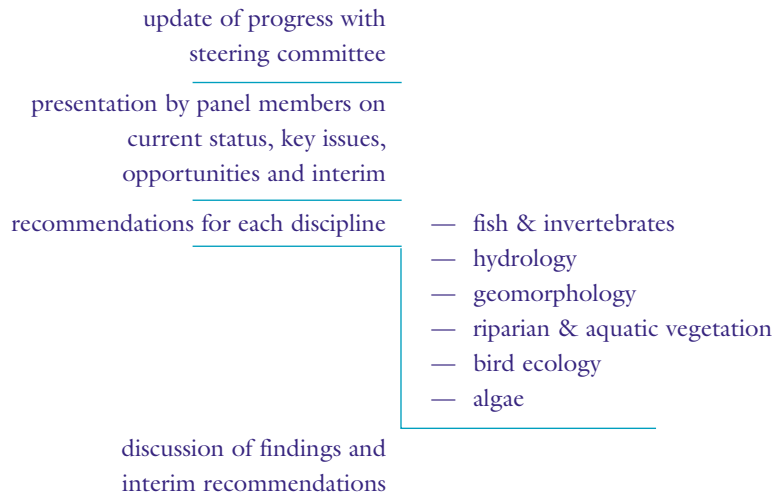 update of progress with
steering committee
presentation by panel members on
current status, key issues,
opportunities and interim
recommendations for each discipline
— fish & invertebrates
— hydrology
— geomorphology
— riparian & aquatic vegetation
— bird ecology
— algae
discussion of findings and
interim recommendations